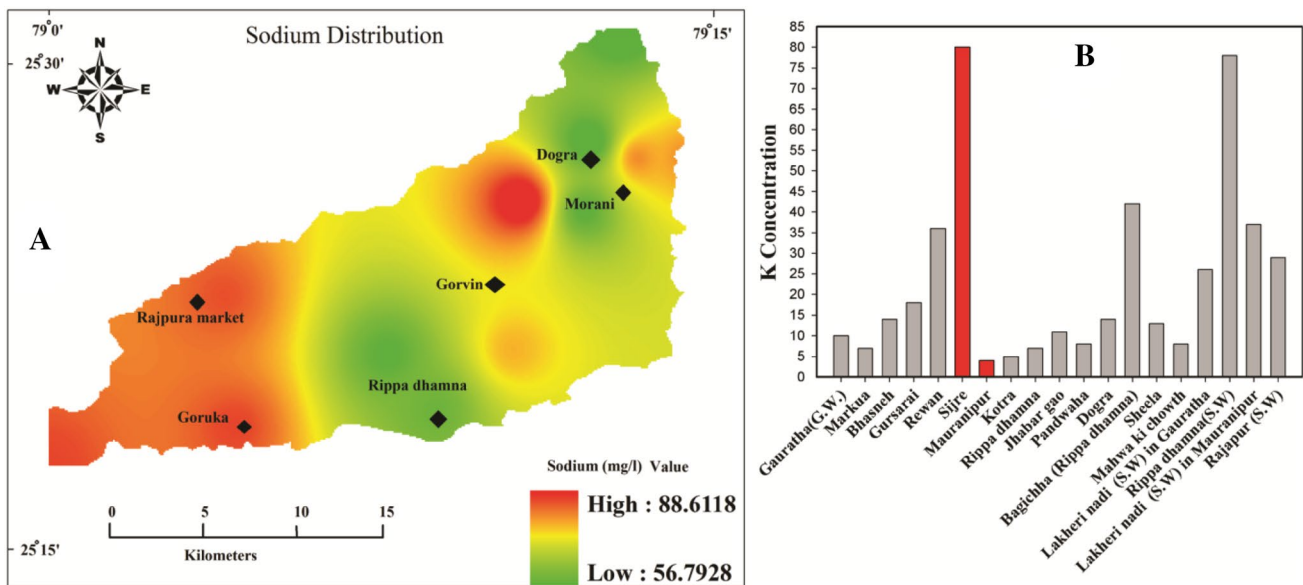 79°0'
79°15'
25°30'
Sodium Distribution
N
W E
S
A
Dogra
Morani
Gorvin
Rajpura market
Rippa dhamna
Goruka
0 5 10 15
Kilometers
Sodium (mg/l) Value
High : 88.6118
Low : 56.7928
25°15'
B
K Concentration
85
80
75
70
65
60
55
50
45
40
35
30
25
20
15
10
5
0
Gauratha(G.W.)
Markua
Bhasneh
Gursarai
Rewan
Sijre
Mauranipur
Kotra
Rippa dhamna
Jhabar gao
Pandwaha
Dogra
Bagichha (Rippa dhamna)
Sheela
Mahwa ki chowth
Lakheri nadi (S.W) in Gauratha
Rippa dhamna(S.W)
Lakheri nadi (S.W) in Mauranipur
Rajapur (S.W)